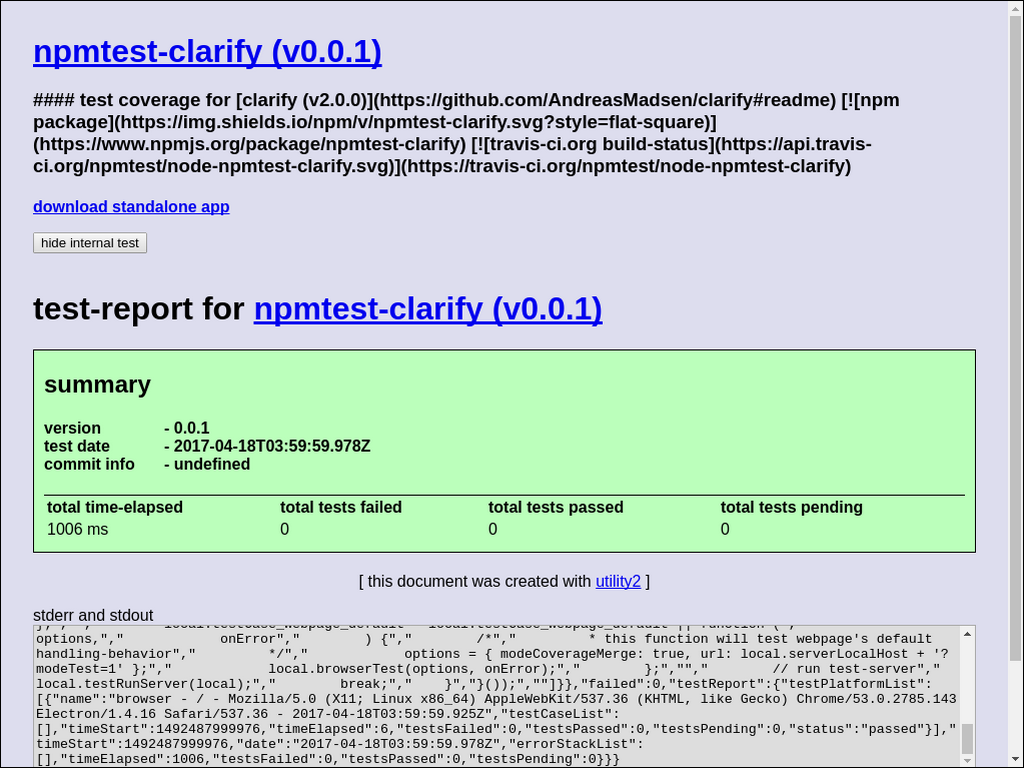 npmtest-clarify (v0.0.1)
#### test coverage for [clarify (v2.0.0)](https://github.com/AndreasMadsen/clarify#readme) [![npm
package](https://img.shields.io/npm/v/npmtest-clarify.svg?style=flat-square)]
(https://www.npmjs.org/package/npmtest-clarify) [![travis-ci.org build-status](https://api.travis-
ci.org/npmtest/node-npmtest-clarify.svg)](https://travis-ci.org/npmtest/node-npmtest-clarify)
download standalone app
hide internal test
test-report for npmtest-clarify (v0.0.1)
summary
version - 0.0.1
test date - 2017-04-18T03:59:59.978Z
commit info - undefined
total time-elapsed total tests failed total tests passed total tests pending
1006 ms 0 0 0
[ this document was created with utility2 ]
stderr and stdout
options,"," onError"," ) {"," /*"," * this function will test webpage's default
handling-behavior"," */"," options = { modeCoverageMerge: true, url: local.serverLocalHost + '?
modeTest=1' };"," local.browserTest(options, onError);"," };",""," // run test-server","
local.testRunServer(local);"," break;"," }","}());",""]}},"failed":0,"testReport":{"testPlatformList":
[{"name":"browser - / - Mozilla/5.0 (X11; Linux x86_64) AppleWebKit/537.36 (KHTML, like Gecko) Chrome/53.0.2785.143
Electron/1.4.16 Safari/537.36 - 2017-04-18T03:59:59.925Z","testCaseList":
[],"timeStart":1492487999976,"timeElapsed":6,"testsFailed":0,"testsPassed":0,"testsPending":0,"status":"passed"}],"
timeStart":1492487999976,"date":"2017-04-18T03:59:59.978Z","errorStackList":
[],"timeElapsed":1006,"testsFailed":0,"testsPassed":0,"testsPending":0}}}